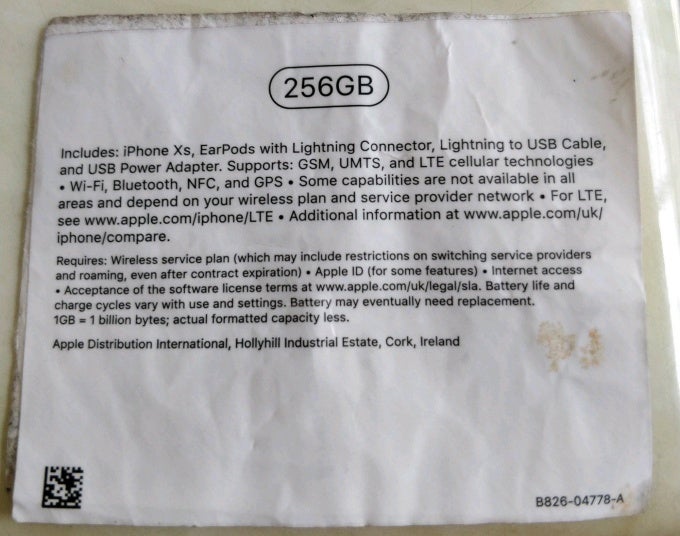 256GB
Includes: iPhone Xs, EarPods with Lightning Connector, Lightning to USB Cable,
and USB Power Adapter. Supports: GSM, UMTS, and LTE cellular technologies
• Wi-Fi, Bluetooth, NFC, and GPS • Some capabilities are not available in all
areas and depend on your wireless plan and service provider network • For LTE,
see www.apple.com/iphone/LTE • Additional information at www.apple.com/uk/
iphone/compare.
Requires: Wireless service plan (which may include restrictions on switching service providers
and roaming, even after contract expiration) • Apple ID (for some features) • Internet access
• Acceptance of the software license terms at www.apple.com/uk/legal/sla. Battery life and
charge cycles vary with use and settings. Battery may eventually need replacement.
1GB = 1 billion bytes; actual formatted capacity less.
Apple Distribution International, Hollyhill Industrial Estate, Cork, Ireland
B826-04778-A